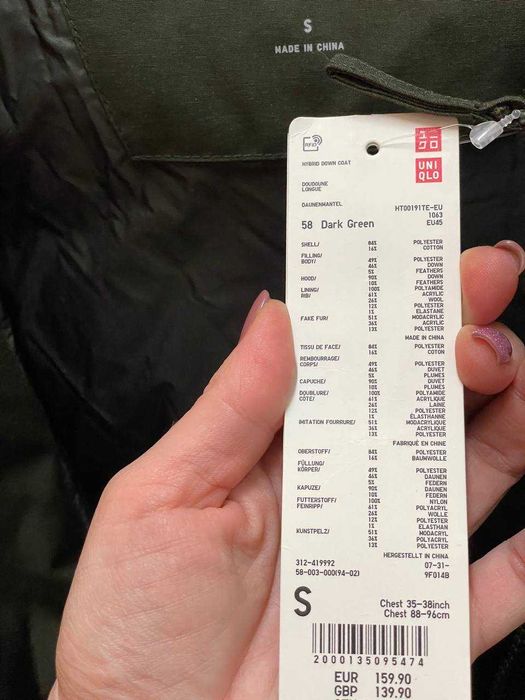 S
MADE IN CHINA
RFID
ユニ
クロ
UNI
QLO
HYBRID DOWN COAT
DOUDOUNE
LONGUE
DAUNENMANTEL
HT00191TE-EU
1063
58 Dark Green EU45
SHELL/ 84% POLYESTER
16% COTTON
FILLING/
BODY/ 49% POLYESTER
46% DOWN
5% FEATHERS
HOOD/ 90% DOWN
10% FEATHERS
LINING/ 100% POLYAMIDE
RIB/ 61% ACRYLIC
26% WOOL
12% POLYESTER
1% ELASTANE
FAKE FUR/ 51% MODACRYLIC
36% ACRYLIC
13% POLYESTER
MADE IN CHINA
TISSU DE FACE/ 84% POLYESTER
16% COTON
REMBOURRAGE/
CORPS/ 49% POLYESTER
46% DUVET
5% PLUMES
CAPUCHE/ 90% DUVET
10% PLUMES
DOUBLURE/ 100% POLYAMIDE
CÔTE/ 61% ACRYLIQUE
26% LAINE
12% POLYESTER
1% ÉLASTHANNE
IMITATION FOURRURE/ 51% MODACRYLIQUE
36% ACRYLIQUE
13% POLYESTER
FABRIQUÉ EN CHINE
OBERSTOFF/ 84% POLYESTER
16% BAUMWOLLE
FÜLLUNG/
KÖRPER/ 49% POLYESTER
46% DAUNEN
5% FEDERN
KAPUZE/ 90% DAUNEN
10% FEDERN
FUTTERSTOFF/ 100% NYLON
FEINRIPP/ 61% POLYACRYL
26% WOLLE
12% POLYESTER
1% ELASTHAN
KUNSTPELZ/ 51% MODACRYL
36% POLYACRYL
13% POLYESTER
HERGESTELLT IN CHINA
312-419992 07-31-
58-003-000(94-02) 9F014B
S Chest 35-38inch
Chest 88-96cm
2000135095474
EUR 159.90
GBP 139.90